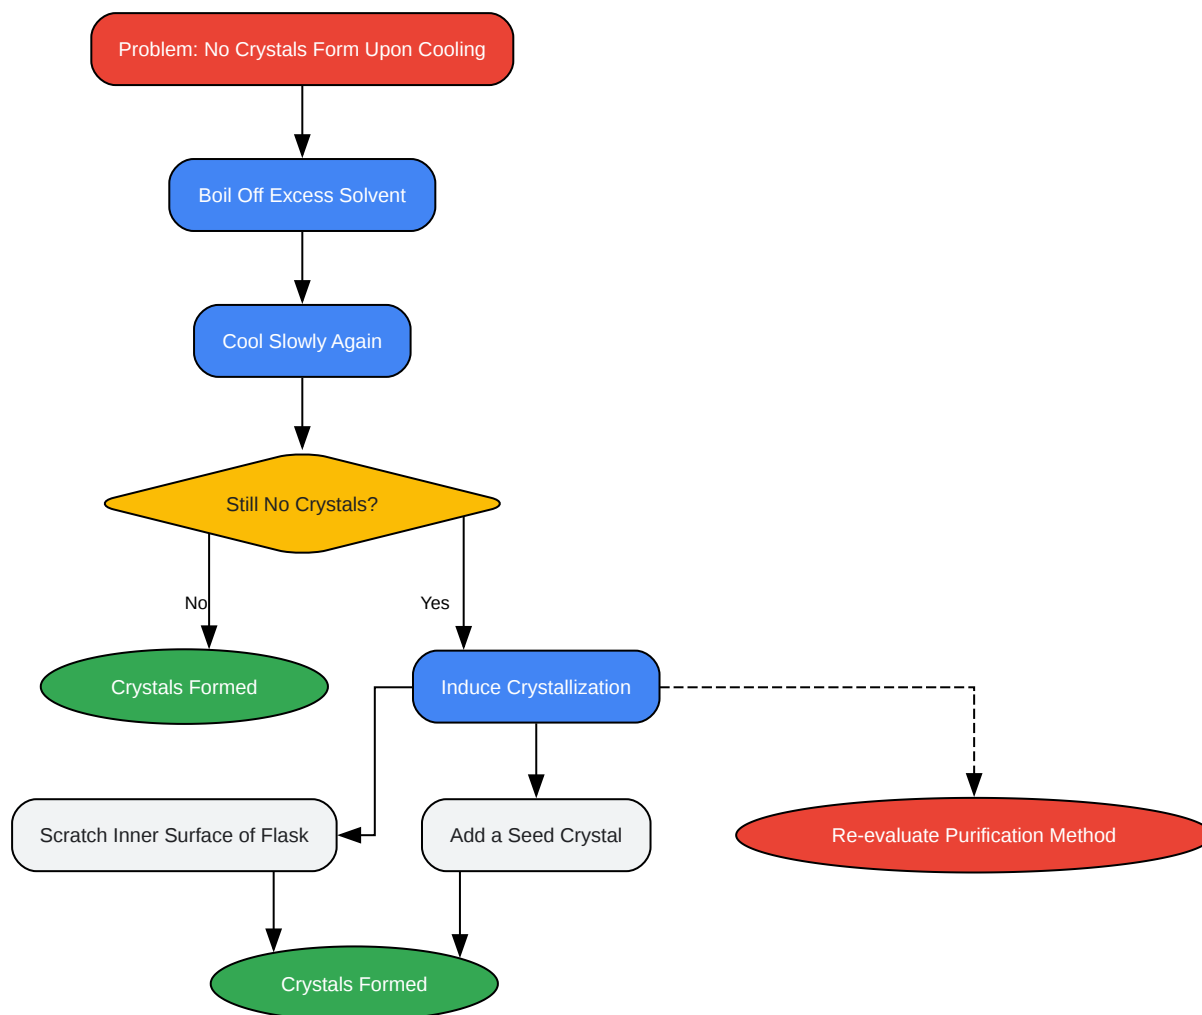 Problem: No Crystals Form Upon Cooling
Boil Off Excess Solvent
Cool Slowly Again
Still No Crystals?
No
Yes
Crystals Formed
Induce Crystallization
Scratch Inner Surface of Flask
Add a Seed Crystal
Re-evaluate Purification Method
Crystals Formed